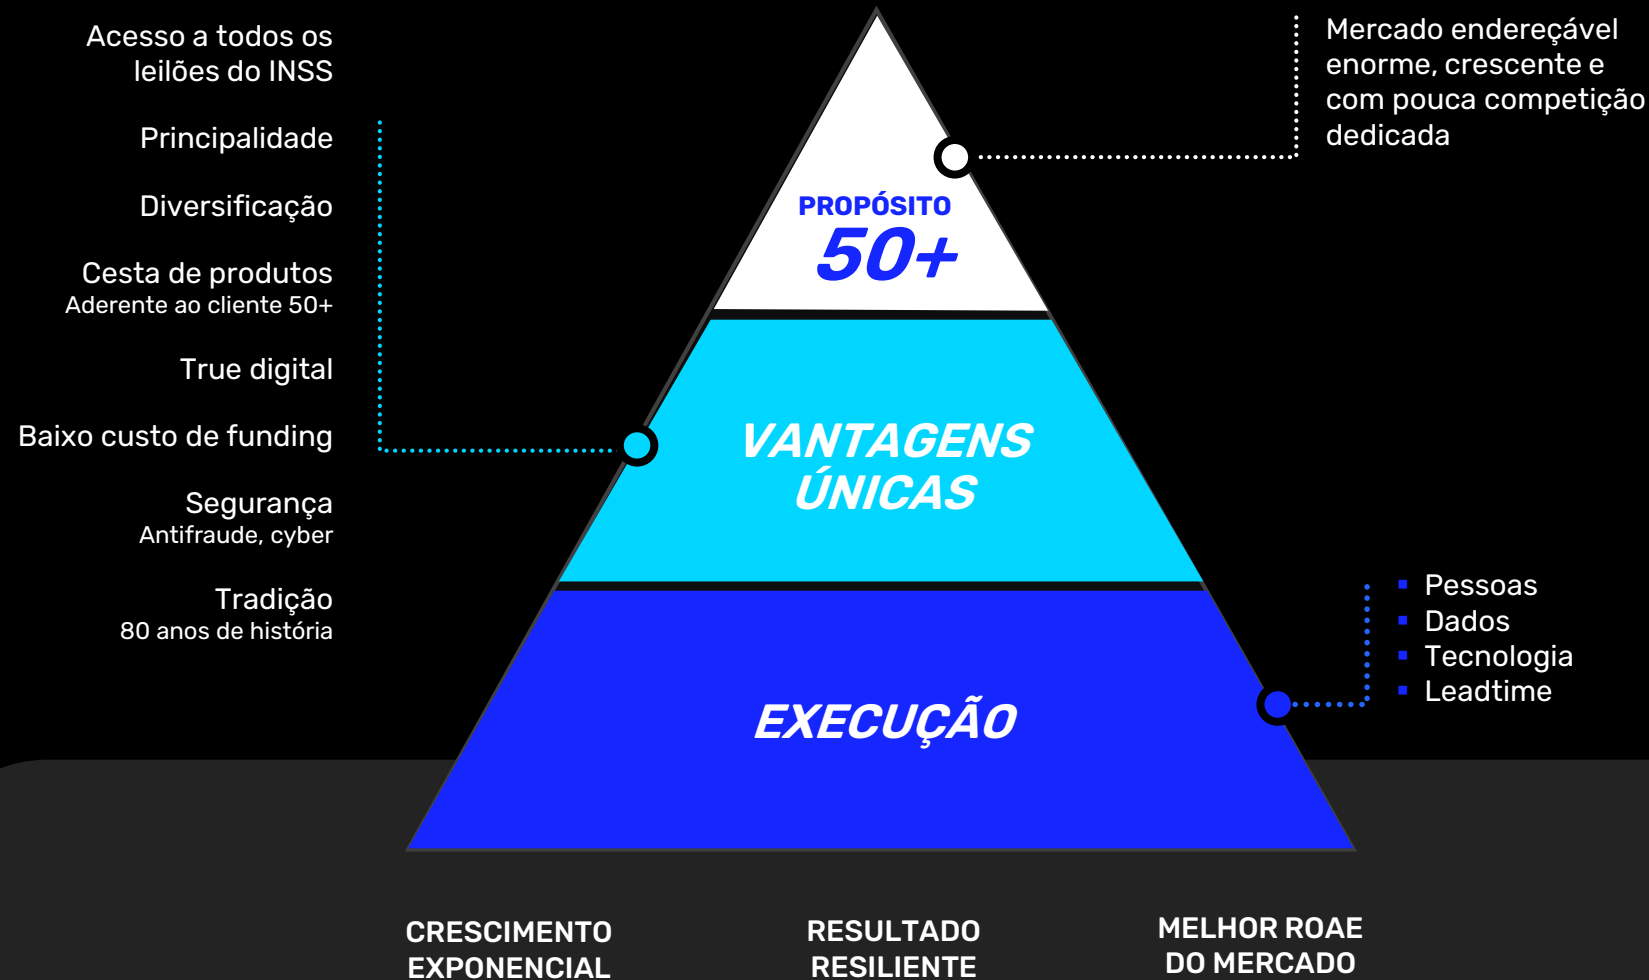 Acesso a todos os
leilões do INSS
Principalidade
Diversificação
Cesta de produtos
Aderente ao cliente 50+
True digital
Baixo custo de funding
Segurança
Antifraude, cyber
Tradição
80 anos de história
Mercado endereçável
enorme, crescente e
com pouca competição
dedicada
PROPÓSITO
50+
VANTAGENS
ÚNICAS
EXECUÇÃO
Pessoas
Dados
Tecnologia
Leadtime
CRESCIMENTO
EXPONENCIAL
RESULTADO
RESILIENTE
MELHOR ROAE
DO MERCADO